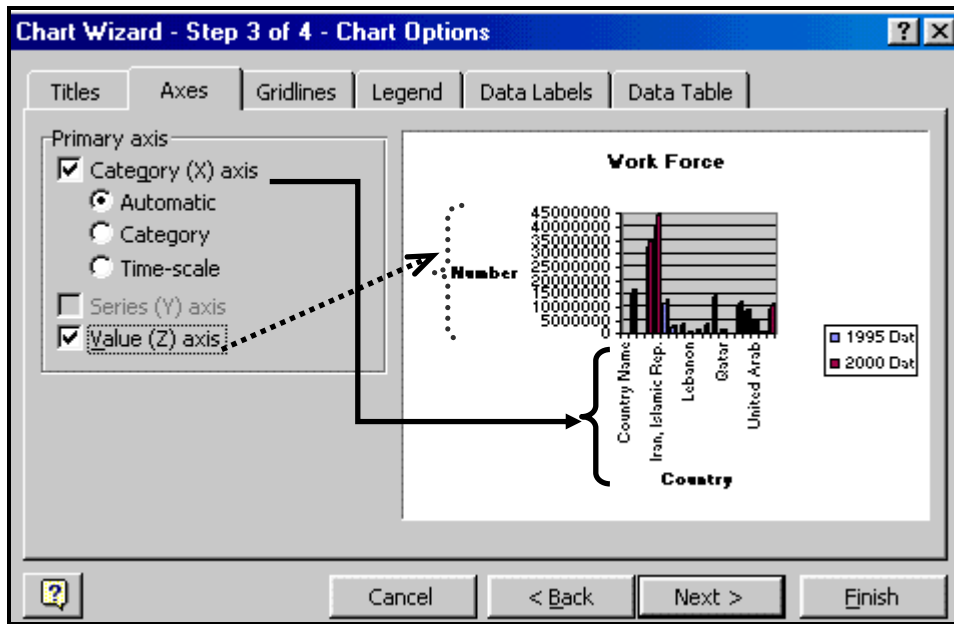 Chart Wizard - Step 3 of 4 - Chart Options
Titles Axes Gridlines Legend Data Labels Data Table
Primary axis
Category (X) axis
Automatic
Category
Time-scale
Series (Y) axis
Value (Z) axis
Work Force
Number
45000000
40000000
35000000
30000000
25000000
20000000
15000000
10000000
5000000
0
Country Name
Iran, Islamic Rep.
Lebanon
Qatar
United Arab
Country
1995 Dat
2000 Dat
Cancel < Back Next > Finish